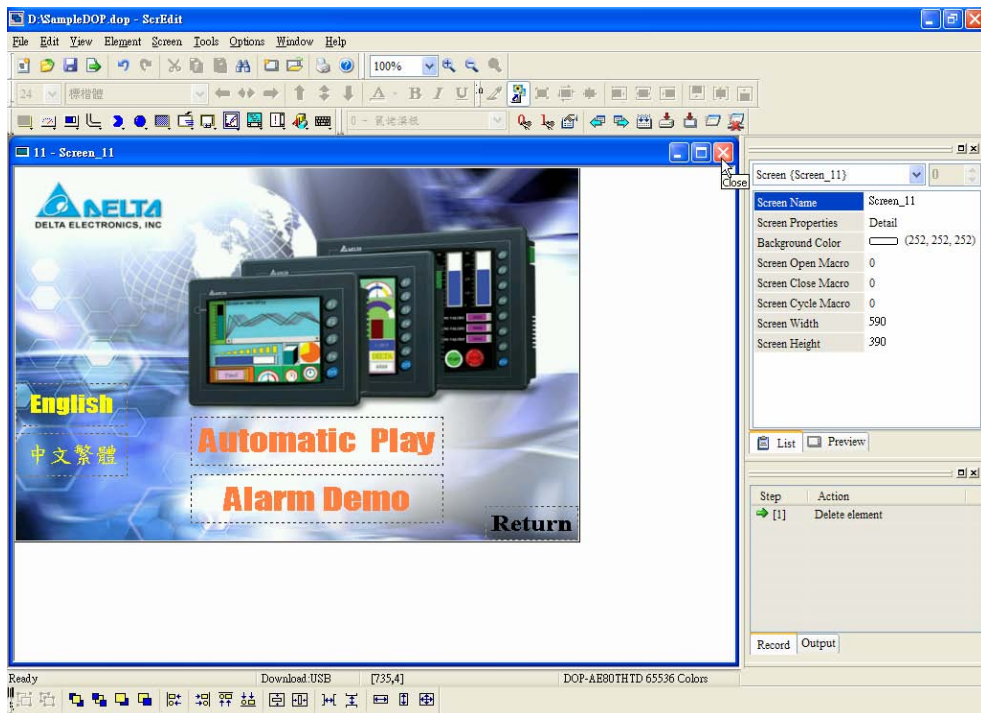 D:\SampleDOP.dop - ScrEdit
File Edit View Element Screen Tools Options Window Help
100%
24 標楷體 A B I U
11 - Screen_11
Close
DELTA
DELTA ELECTRONICS, INC
English
中文繁體
Automatic Play
Alarm Demo
Return
Screen {Screen_11} 0
Screen Name Screen_11
Screen Properties Detail
Background Color (252, 252, 252)
Screen Open Macro 0
Screen Close Macro 0
Screen Cycle Macro 0
Screen Width 590
Screen Height 390
List Preview
Step Action
[1] Delete element
Record Output
Ready Download:USB [735,4] DOP-AE80THTD 65536 Colors